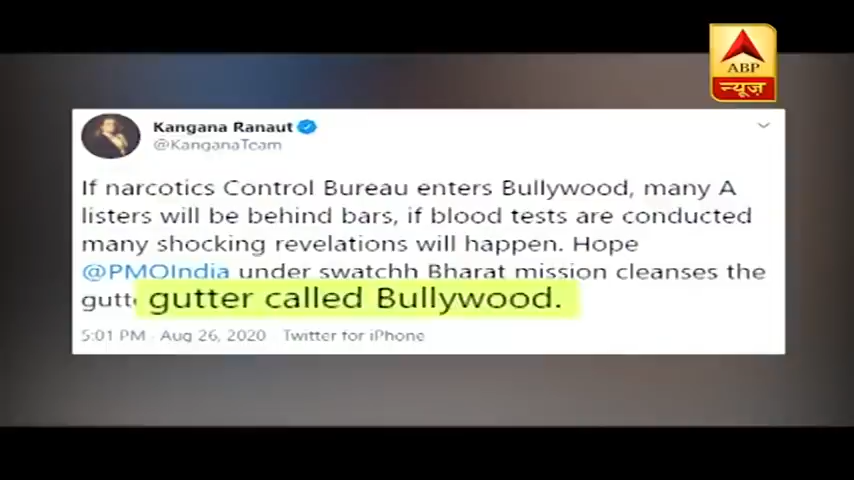 ABP
न्यूज़
Kangana Ranaut
@KanganaTeam
If narcotics Control Bureau enters Bullywood, many A
listers will be behind bars, if blood tests are conducted
many shocking revelations will happen. Hope
@PMOIndia under swatchh Bharat mission cleanses the
gutte gutter called Bullywood.
5:01 PM · Aug 26, 2020 · Twitter for iPhone